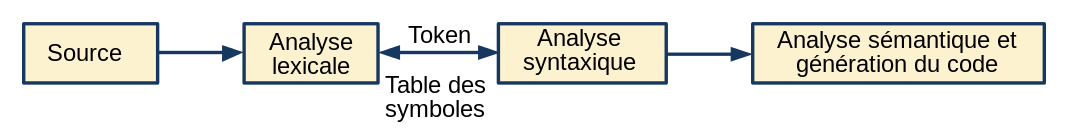 Source
Analyse
lexicale
Token
Table des
symboles
Analyse
syntaxique
Analyse sémantique et
génération du code